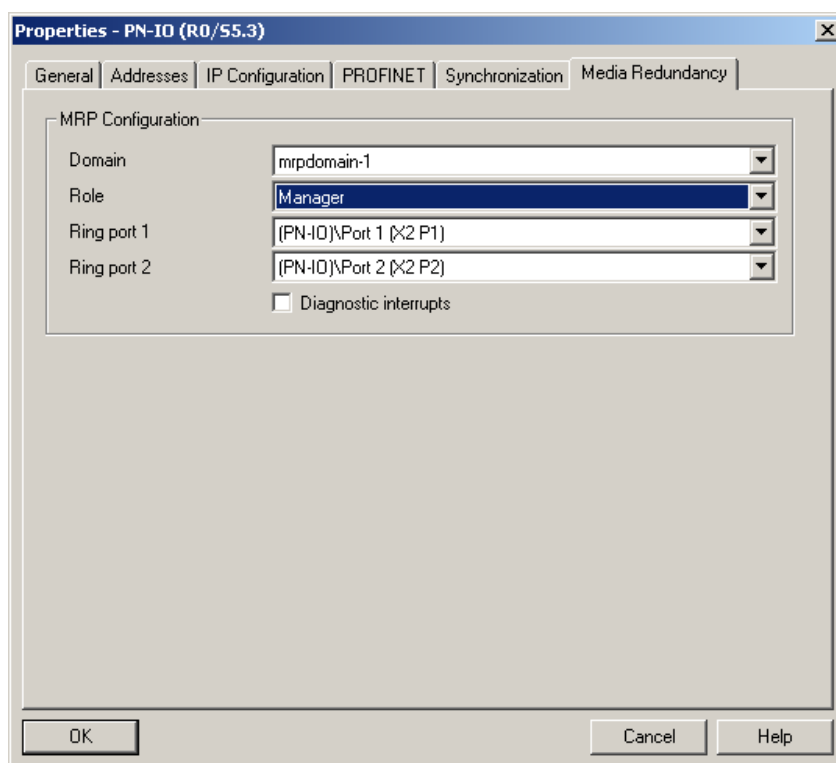 Properties - PN-IO (R0/S5.3)
General Addresses IP Configuration PROFINET Synchronization Media Redundancy
MRP Configuration
Domain mrpdomain-1
Role Manager
Ring port 1 (PN-IO)\Port 1 (X2 P1)
Ring port 2 (PN-IO)\Port 2 (X2 P2)
Diagnostic interrupts
OK Cancel Help